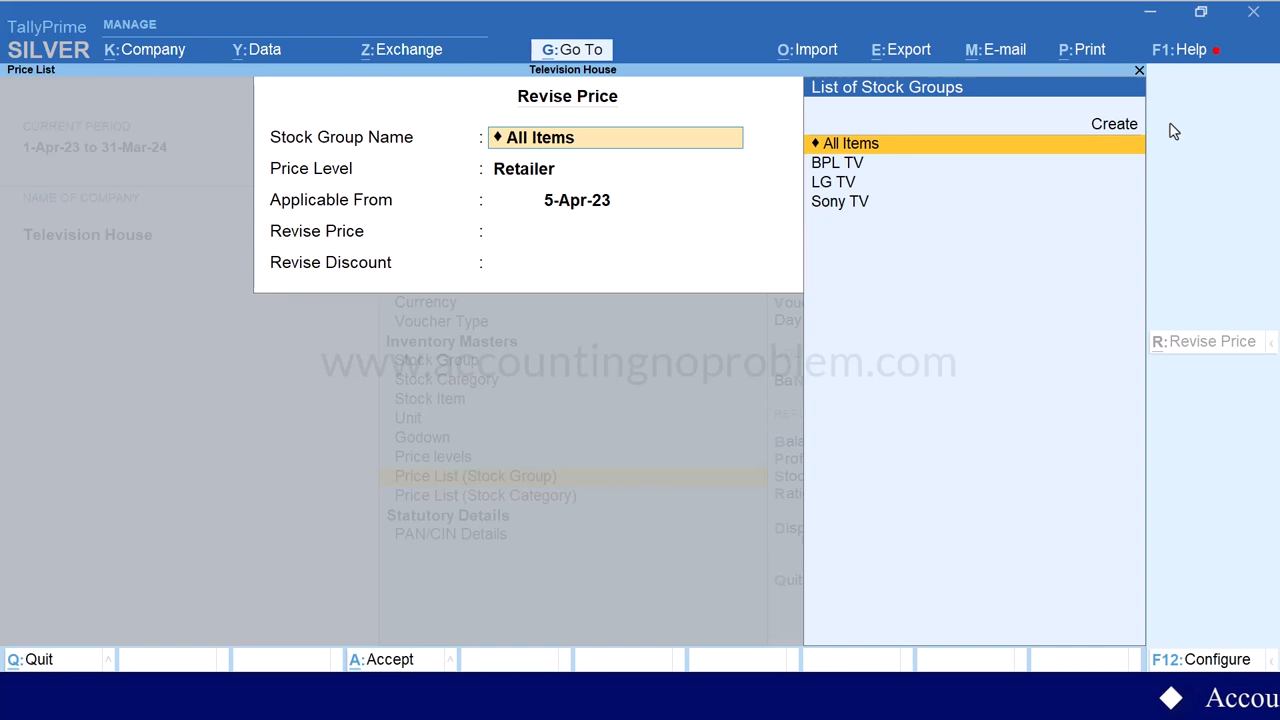 TallyPrime
MANAGE
SILVER
K:Company
Y:Data
Z:Exchange
G:Go To
O:Import
E:Export
M:E-mail
P:Print
F1:Help
Price List
Television House
CURRENT PERIOD
1-Apr-23 to 31-Mar-24
NAME OF COMPANY
Television House
Revise Price
Stock Group Name : ♦ All Items
Price Level : Retailer
Applicable From : 5-Apr-23
Revise Price :
Revise Discount :
List of Stock Groups
Create
♦ All Items
BPL TV
LG TV
Sony TV
Currency
Voucher Type
Inventory Masters
Stock Group
Stock Category
Stock Item
Unit
Godown
Price levels
Price List (Stock Group)
Price List (Stock Category)
Statutory Details
PAN/CIN Details
Day
Quit
www.accountingnoproblem.com
R:Revise Price
Q:Quit
A:Accept
F12:Configure
◆ Accou